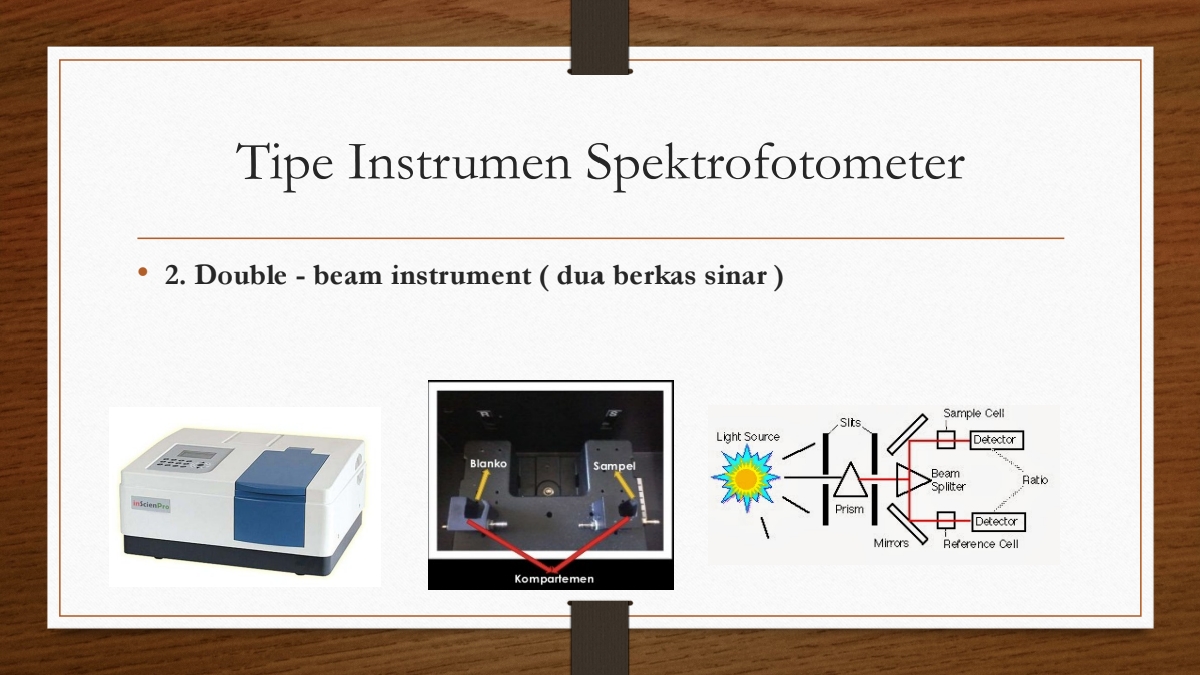 Tipe Instrumen Spektrofotometer
• 2. Double - beam instrument ( dua berkas sinar )
inScienPro
R
S
Blanko
Sampel
Kompartemen
Light Source
Slits
Prism
Mirrors
Sample Cell
Detector
Beam
Splitter
Ratio
Detector
Reference Cell